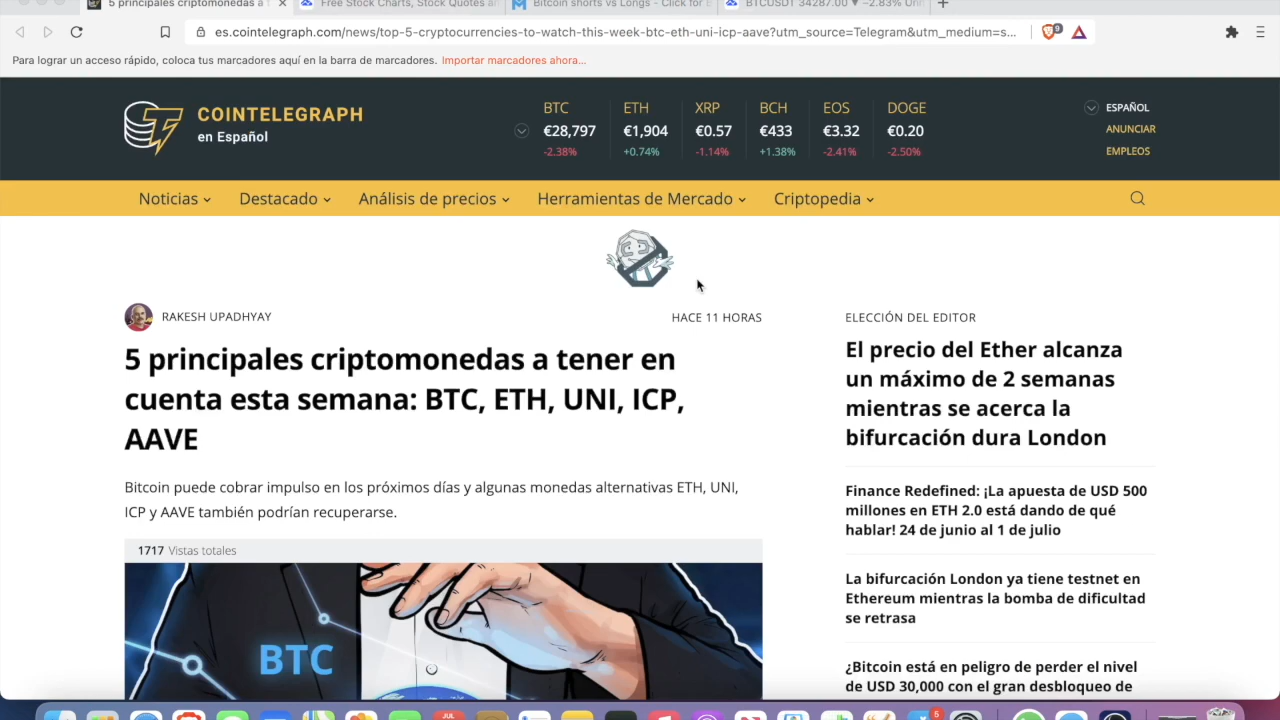 5 principales criptomonedas a t
Free Stock Charts, Stock Quotes an
Bitcoin shorts vs Longs - Click for B
BTCUSDT 34287.00 ▼ −2.83%
es.cointelegraph.com/news/top-5-cryptocurrencies-to-watch-this-week-btc-eth-uni-icp-aave?utm_source=Telegram&utm_medium=s...
9
Para lograr un acceso rápido, coloca tus marcadores aquí en la barra de marcadores. Importar marcadores ahora...
COINTELEGRAPH
en Español
BTC ETH XRP BCH EOS DOGE
€28,797 €1,904 €0.57 €433 €3.32 €0.20
-2.38% +0.74% -1.14% +1.38% -2.41% -2.50%
ESPAÑOL
ANUNCIAR
EMPLEOS
Noticias Destacado Análisis de precios Herramientas de Mercado Criptopedia
RAKESH UPADHYAY
HACE 11 HORAS
5 principales criptomonedas a tener en
cuenta esta semana: BTC, ETH, UNI, ICP,
AAVE
Bitcoin puede cobrar impulso en los próximos días y algunas monedas alternativas ETH, UNI,
ICP y AAVE también podrían recuperarse.
1717 Vistas totales
BTC
ELECCIÓN DEL EDITOR
El precio del Ether alcanza
un máximo de 2 semanas
mientras se acerca la
bifurcación dura London
Finance Redefined: ¡La apuesta de USD 500
millones en ETH 2.0 está dando de qué
hablar! 24 de junio al 1 de julio
La bifurcación London ya tiene testnet en
Ethereum mientras la bomba de dificultad
se retrasa
¿Bitcoin está en peligro de perder el nivel
de USD 30,000 con el gran desbloqueo de
JUL
5